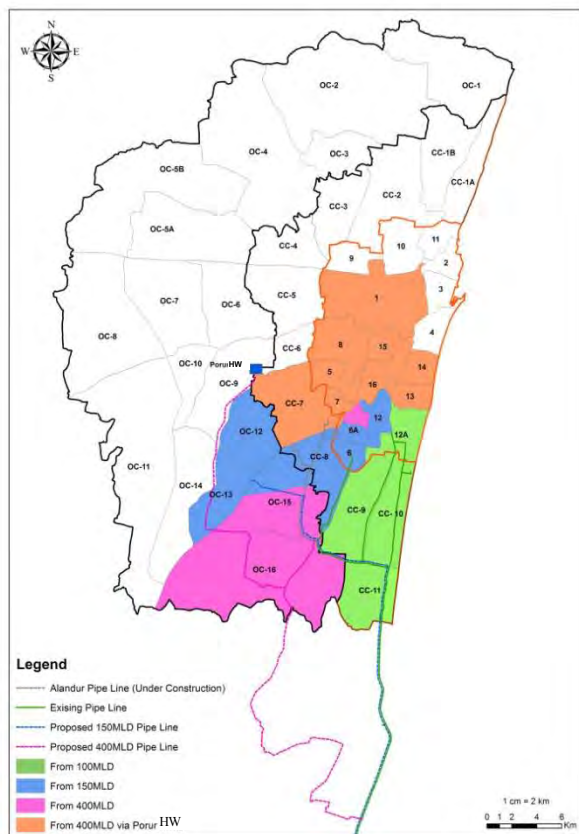 N
W E
S
OC-2
OC-1
OC-4
OC-3
CC-1B
OC-5B
CC-1A
CC-2
CC-3
OC-5A
11
CC-4
10
9
2
OC-7
OC-6
CC-5
3
1
OC-8
4
CC-6
8
15
OC-10
Porur HW
14
5
OC-9
16
CC-7
7
13
12
OC-12
6A
12A
OC-11
CC-8
6
OC-14
OC-13
OC-15
CC-9
CC-10
OC-16
CC-11
Legend
Alandur Pipe Line (Under Construction)
Exising Pipe Line
Proposed 150MLD Pipe Line
Proposed 400MLD Pipe Line
From 100MLD
From 150MLD
From 400MLD
From 400MLD via Porur HW
1 cm = 2 km
0 1 2 4 6
Km